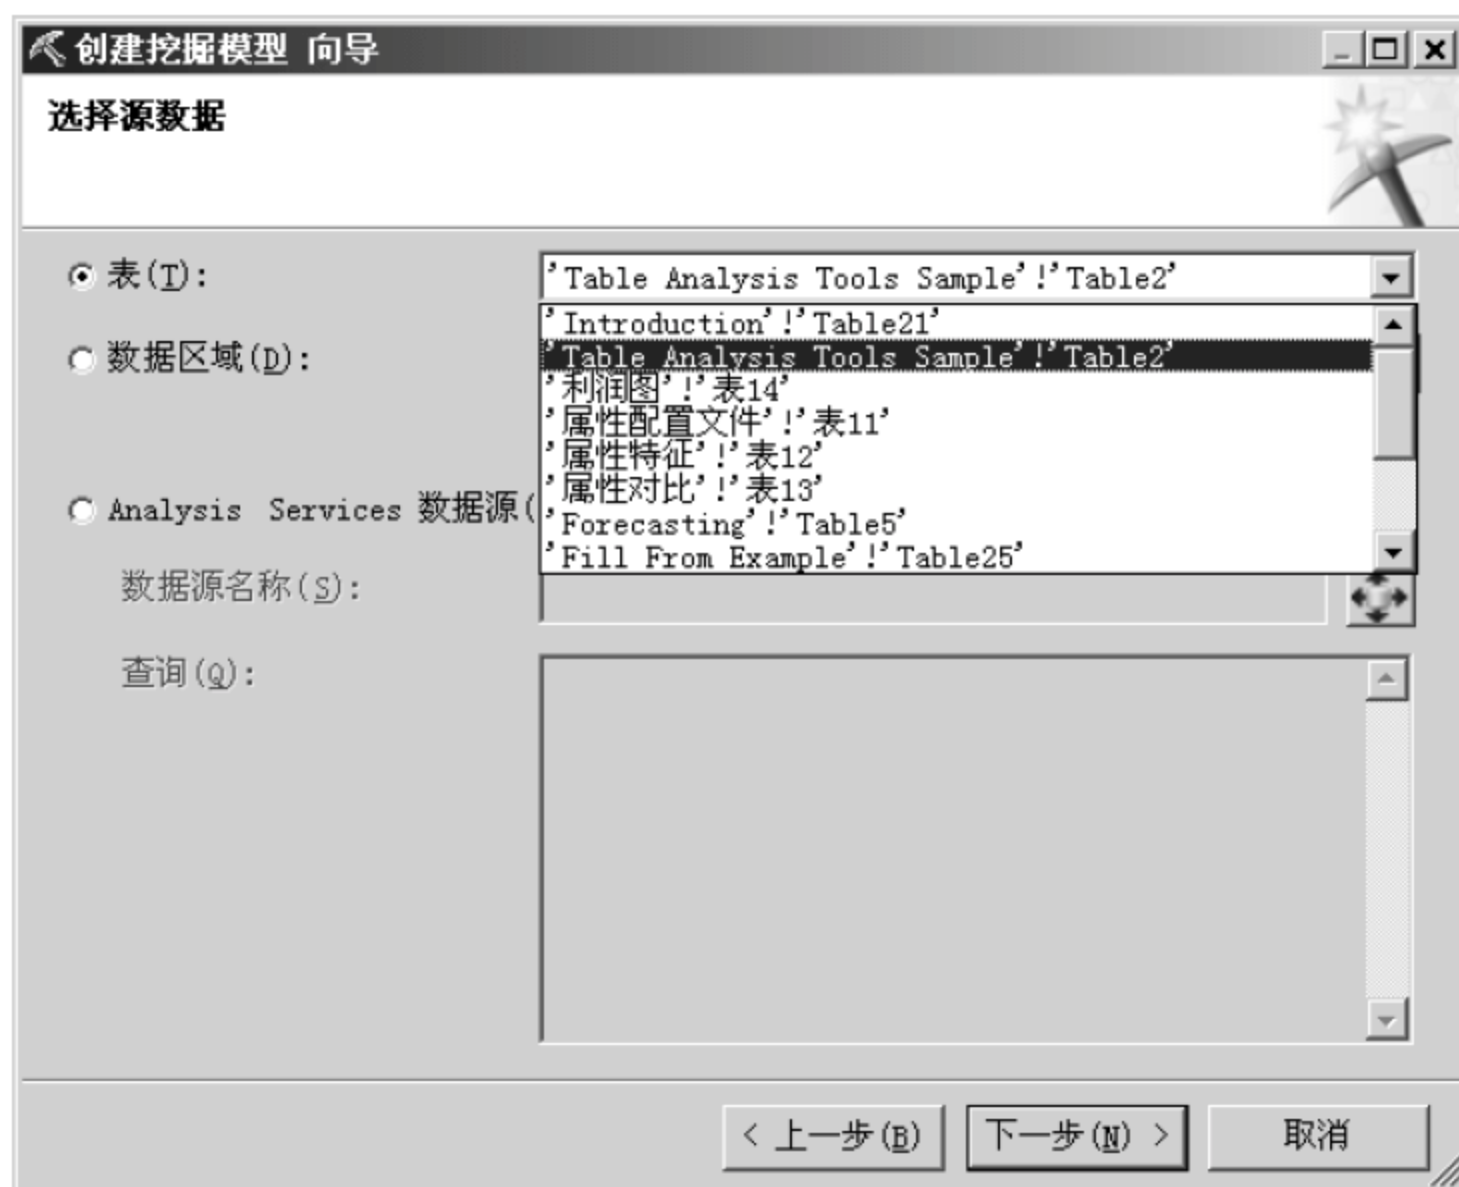 创建挖掘模型 向导
选择源数据
表(T):
'Table Analysis Tools Sample'!'Table2'
'Introduction'!'Table21'
'Table Analysis Tools Sample'!'Table2'
数据区域(D):
'利润图'!'表14'
'属性配置文件'!'表11'
'属性特征'!'表12'
'属性对比'!'表13'
Analysis Services 数据源(
'Forecasting'!'Table5'
'Fill From Example'!'Table25'
数据源名称(S):
查询(Q):
< 上一步(B)
下一步(N) >
取消